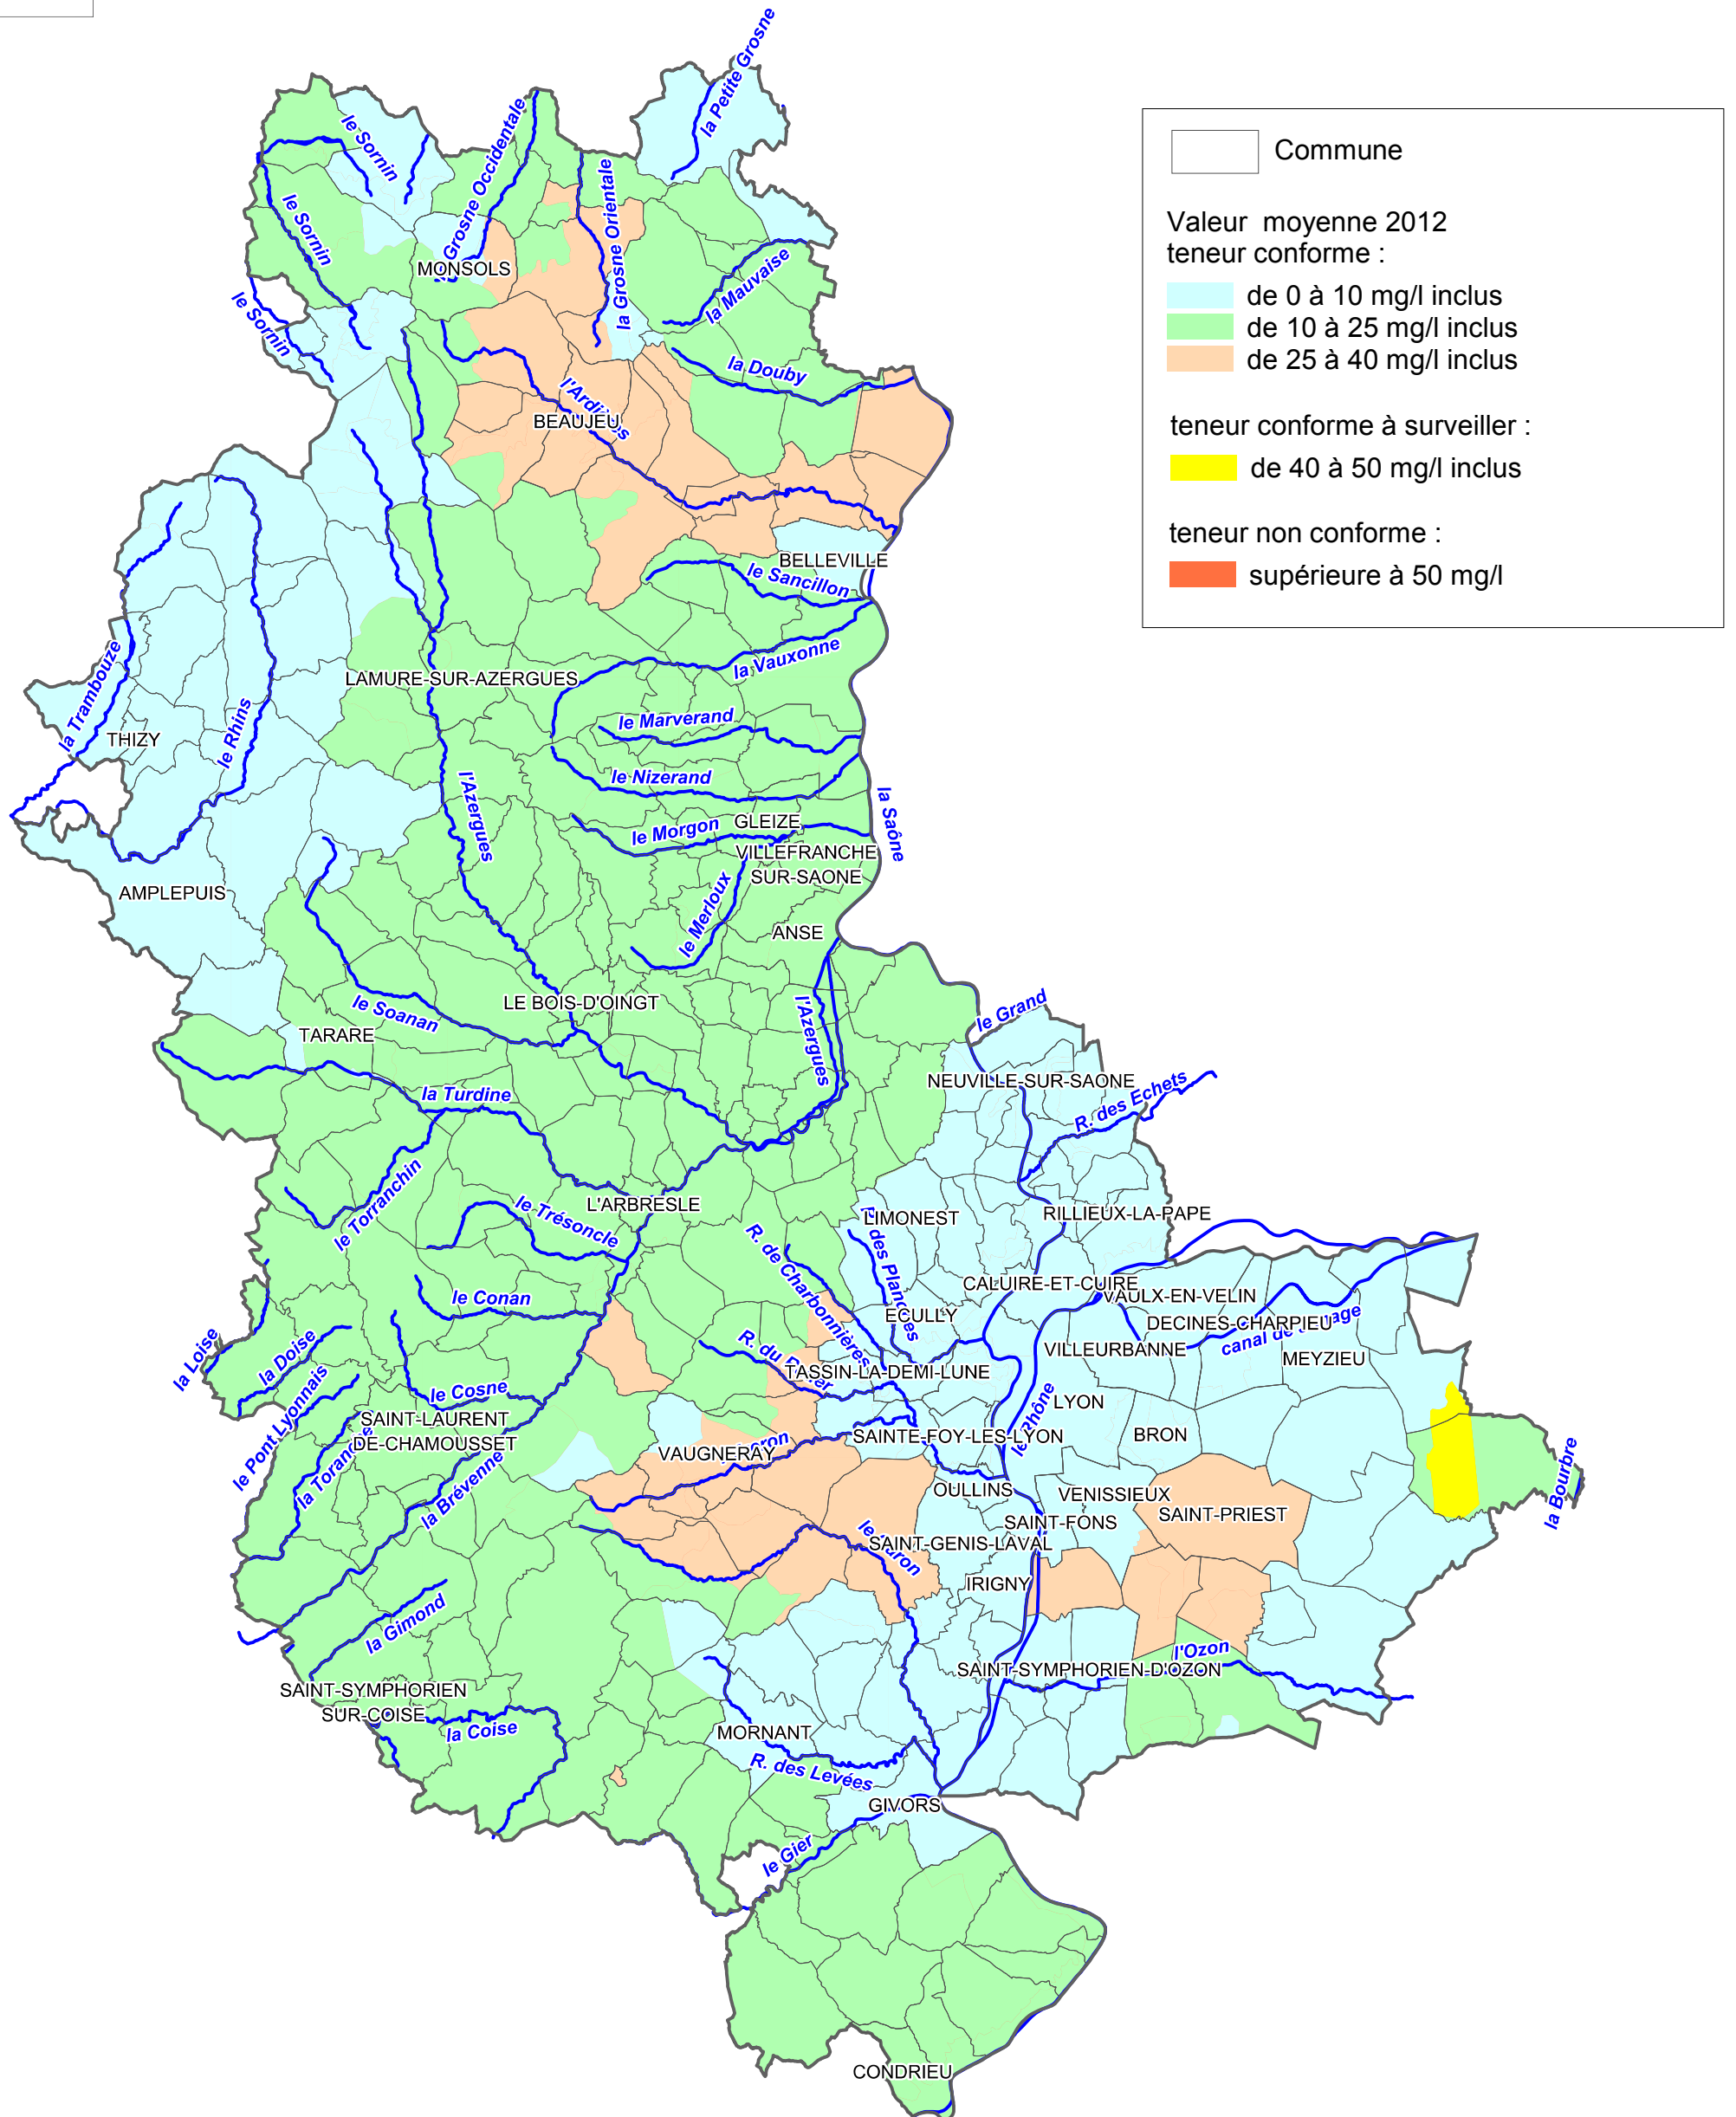 Commune
Valeur moyenne 2012
teneur conforme :
de 0 à 10 mg/l inclus
de 10 à 25 mg/l inclus
de 25 à 40 mg/l inclus
teneur conforme à surveiller :
de 40 à 50 mg/l inclus
teneur non conforme :
supérieure à 50 mg/l
la Petite Grosne
le Sornin
Grosne Occidentale
la Grosne Orientale
le Sornin
MONSOLS
la Mauvaise
le Sornin
la Douby
BEAUJEU
BELLEVILLE
le Sancillon
la Vauxonne
LAMURE-SUR-AZERGUES
la Trambouze
le Rhins
THIZY
le Marverand
le Nizerand
l'Azergues
la Saône
GLEIZE
le Morgon
VILLEFRANCHE
SUR-SAONE
AMPLEPUIS
le Merloux
ANSE
LE BOIS-D'OINGT
le Soanan
l'Azergues
le Grand
TARARE
NEUVILLE-SUR-SAONE
la Turdine
R. des Echets
le Torranchin
L'ARBRESLE
le Trésoncle
LIMONEST
RILLIEUX-LA-PAPE
R. de Charbonnières
CALUIRE-ET-CUIRE
VAULX-EN-VELIN
le Conan
ECULLY
DECINES-CHARPIEU
VILLEURBANNE
MEYZIEU
la Loise
la Doise
TASSIN-LA-DEMI-LUNE
le Pont Lyonnais
le Cosne
LYON
SAINT-LAURENT
DE-CHAMOUSSET
SAINTE-FOY-LES-LYON
le Rhône
BRON
VAUGNERAY
la Brévenne
la Bourbre
OULLINS
VENISSIEUX
SAINT-PRIEST
SAINT-FONS
SAINT-GENIS-LAVAL
IRIGNY
la Gimond
l'Ozon
SAINT-SYMPHORIEN-D'OZON
SAINT-SYMPHORIEN
SUR-COISE
la Coise
MORNANT
R. des Levées
GIVORS
le Gier
CONDRIEU